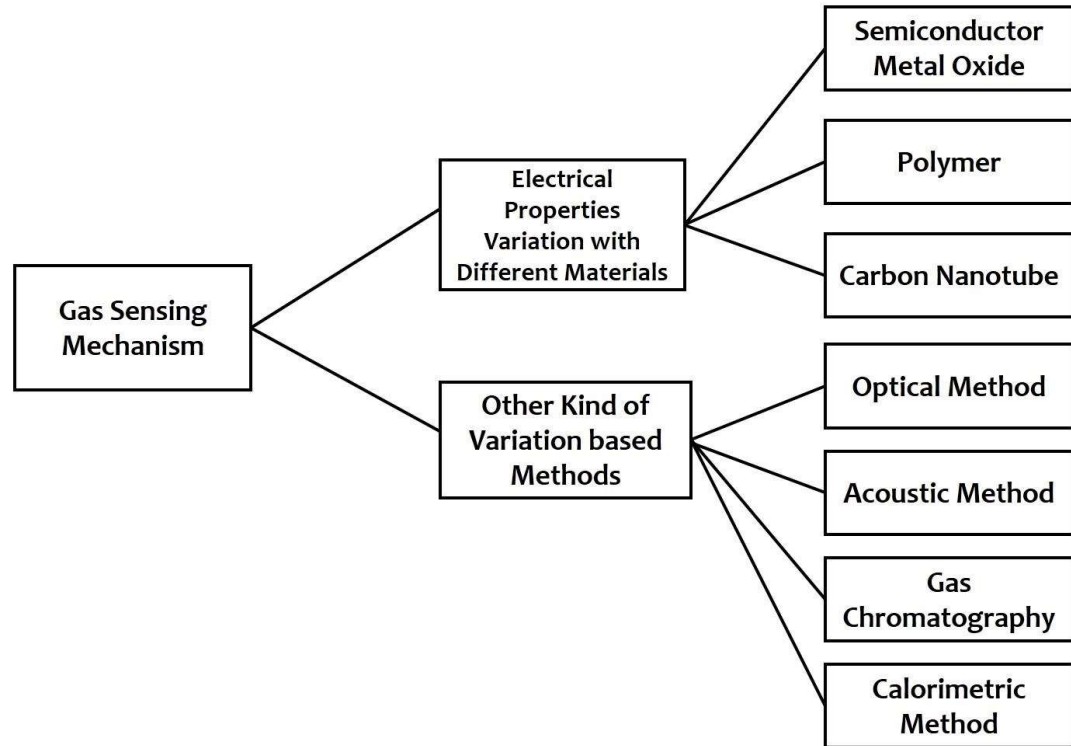 Gas Sensing
Mechanism
Electrical
Properties
Variation with
Different Materials
Other Kind of
Variation based
Methods
Semiconductor
Metal Oxide
Polymer
Carbon Nanotube
Optical Method
Acoustic Method
Gas
Chromatography
Calorimetric
Method